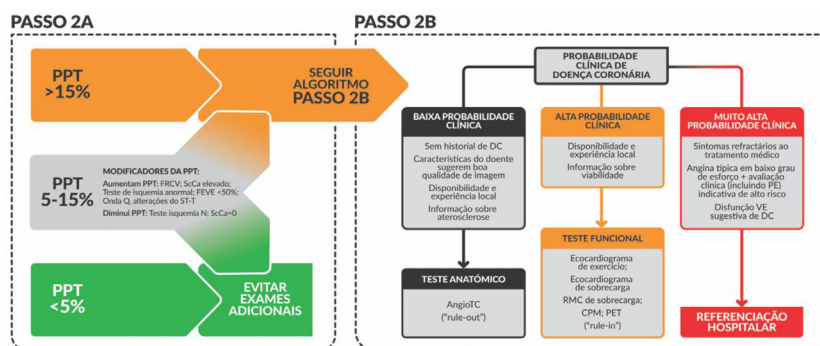 PASSO 2A
PPT
>15%
SEGUIR
ALGORITMO
PASSO 2B
PPT
5-15%
MODIFICADORES DA PPT:
Aumentam PPT: FRCV; ScCa elevado;
Teste de isquemia anormal; FEVE <50%;
Onda Q, alterações do ST-T
Diminui PPT: Teste isquemia N; ScCa=0
PPT
<5%
EVITAR
EXAMES
ADICIONAIS
PASSO 2B
PROBABILIDADE
CLÍNICA DE
DOENÇA CORONÁRIA
BAIXA PROBABILIDADE
CLÍNICA
Sem historial de DC
Características do doente
sugerem boa
qualidade de imagem
Disponibilidade e
experiência local
Informação sobre
aterosclerose
TESTE ANATÓMICO
AngioTC
("rule-out")
ALTA PROBABILIDADE
CLÍNICA
Disponibilidade e
experiência local
Informação sobre
viabilidade
TESTE FUNCIONAL
Ecocardiograma
de exercício;
Ecocardiograma
de sobrecarga
RMC de sobrecarga;
CPM; PET
("rule-in")
MUITO ALTA
PROBABILIDADE CLÍNICA
Sintomas refractários ao
tratamento médico
Angina típica em baixo grau
de esforço + avaliação
clínica (incluindo PE)
indicativa de alto risco
Disfunção VE
sugestiva de DC
REFERENCIAÇÃO
HOSPITALAR